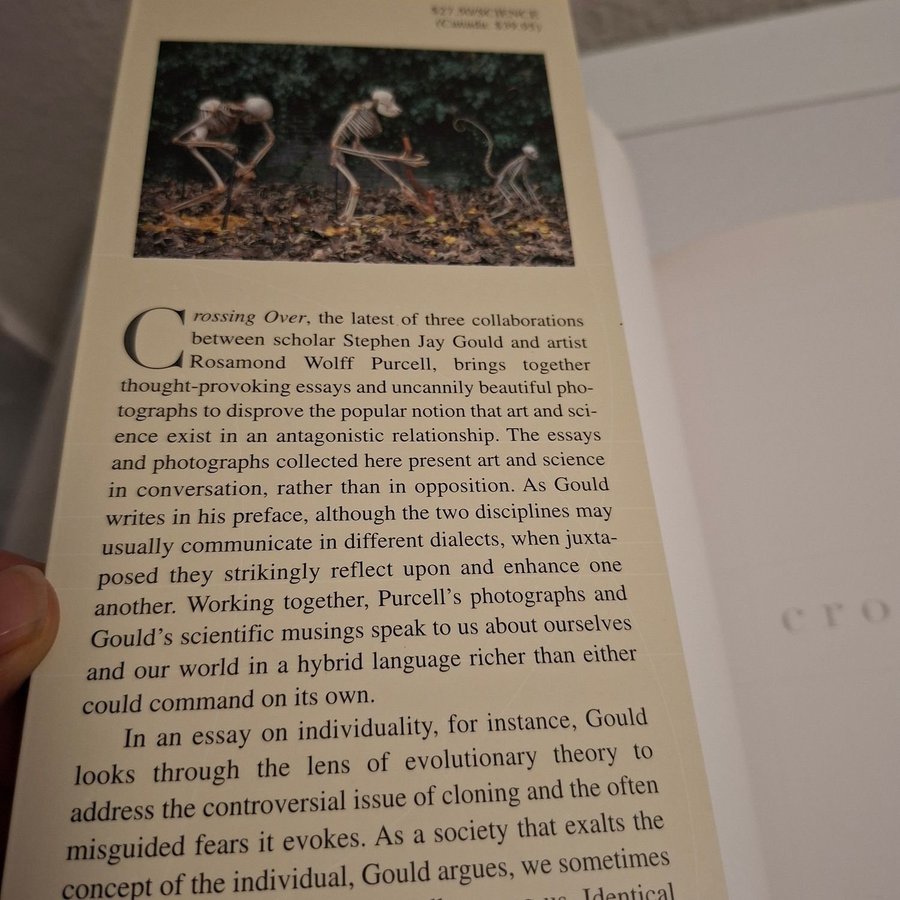 $27.50/SCIENCE
(Canada: $39.95)
Crossing Over, the latest of three collaborations
between scholar Stephen Jay Gould and artist
Rosamond Wolff Purcell, brings together
thought-provoking essays and uncannily beautiful pho-
tographs to disprove the popular notion that art and sci-
ence exist in an antagonistic relationship. The essays
and photographs collected here present art and science
in conversation, rather than in opposition. As Gould
writes in his preface, although the two disciplines may
usually communicate in different dialects, when juxta-
posed they strikingly reflect upon and enhance one
another. Working together, Purcell's photographs and
Gould's scientific musings speak to us about ourselves
and our world in a hybrid language richer than either
could command on its own.
In an essay on individuality, for instance, Gould
looks through the lens of evolutionary theory to
address the controversial issue of cloning and the often
misguided fears it evokes. As a society that exalts the
concept of the individual, Gould argues, we sometimes
Identical
cro